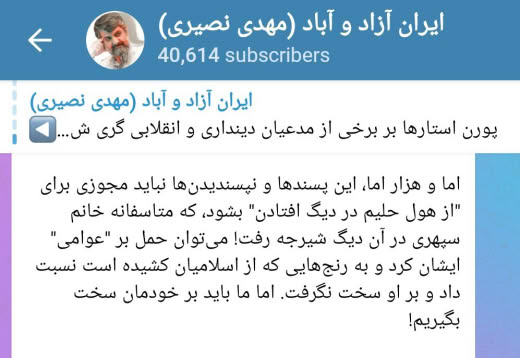 ایران آزاد و آباد (مهدی نصیری)
40,614 subscribers
ایران آزاد و آباد (مهدی نصیری)
پورن استارها بر برخی از مدعیان دینداری و انقلابی گری ش...
اما و هزار اما، این پسندها و نپسندیدن‌ها نباید مجوزی برای
"از هول حلیم در دیگ افتادن" بشود، که متاسفانه خانم
سپهری در آن دیگ شیرجه رفت! می‌توان حمل بر "عوامی"
ایشان کرد و به رنج‌هایی که از اسلامیان کشیده است نسبت
داد و بر او سخت نگرفت. اما ما باید بر خودمان سخت
بگیریم!